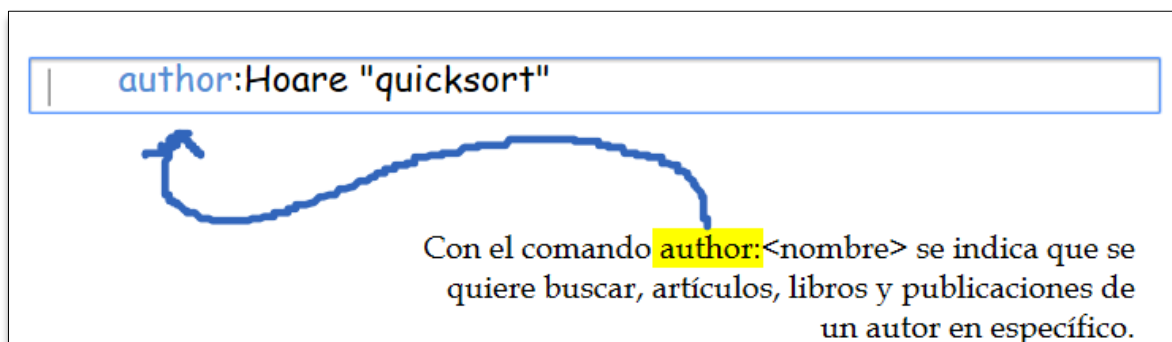 author:Hoare "quicksort"
Con el comando author:<nombre> se indica que se
quiere buscar, artículos, libros y publicaciones de
un autor en específico.